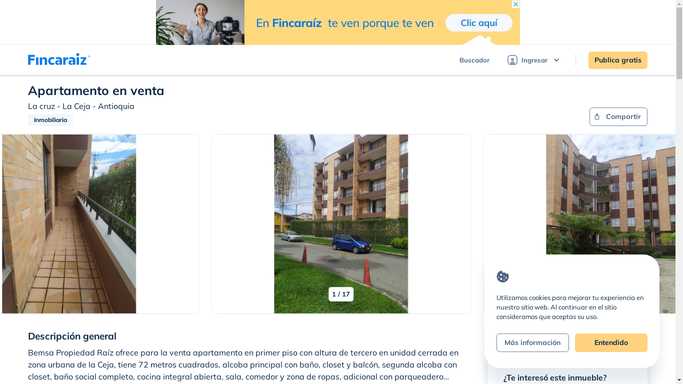 En Fincaraíz te ven porque te ven
Clic aquí
Fincaraiz
Buscador
Ingresar
Publica gratis
Apartamento en venta
La cruz - La Ceja - Antioquia
Inmobiliaria
Compartir
1 / 17
Utilizamos cookies para mejorar tu experiencia en
nuestro sitio web. Al continuar en el sitio
consideramos que aceptas su uso.
Más información
Entendido
Descripción general
Bemsa Propiedad Raíz ofrece para la venta apartamento en primer piso con altura de tercero en unidad cerrada en
zona urbana de la Ceja, tiene 72 metros cuadrados, alcoba principal con baño, closet y balcón, segunda alcoba con
closet, baño social completo, cocina integral abierta, sala, comedor y zona de ropas, adicional con parqueadero...
¿Te interesó este inmueble?